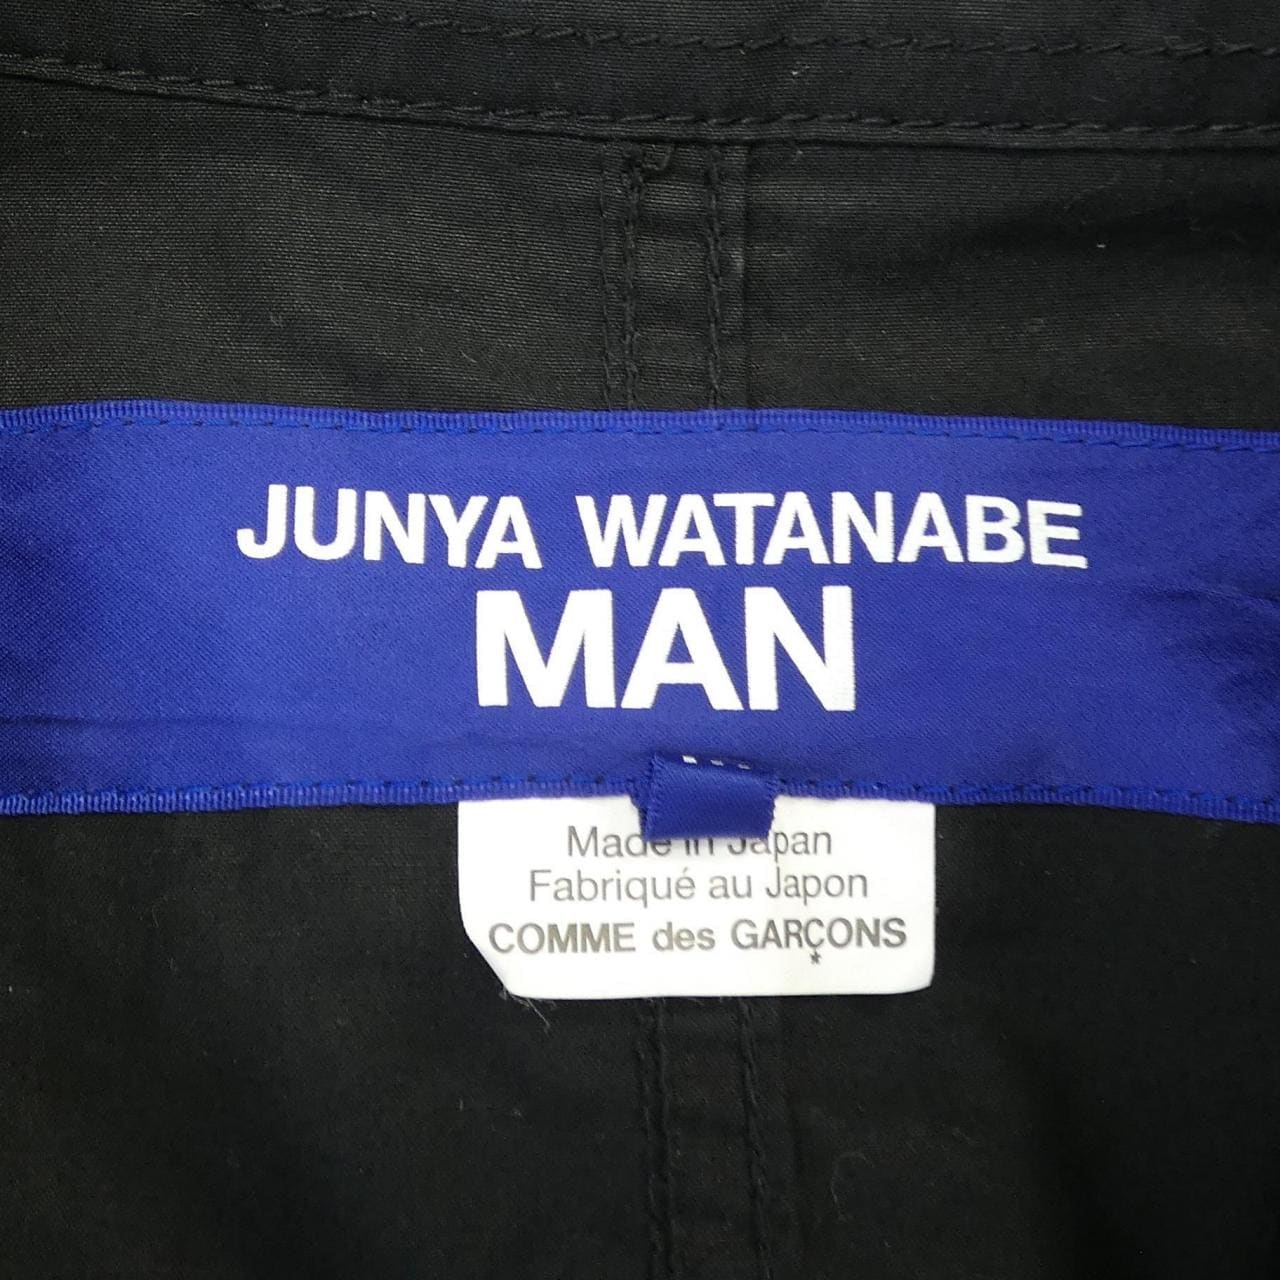 JUNYA WATANABE
MAN
Made in Japan
Fabriqué au Japon
COMME des GARÇONS